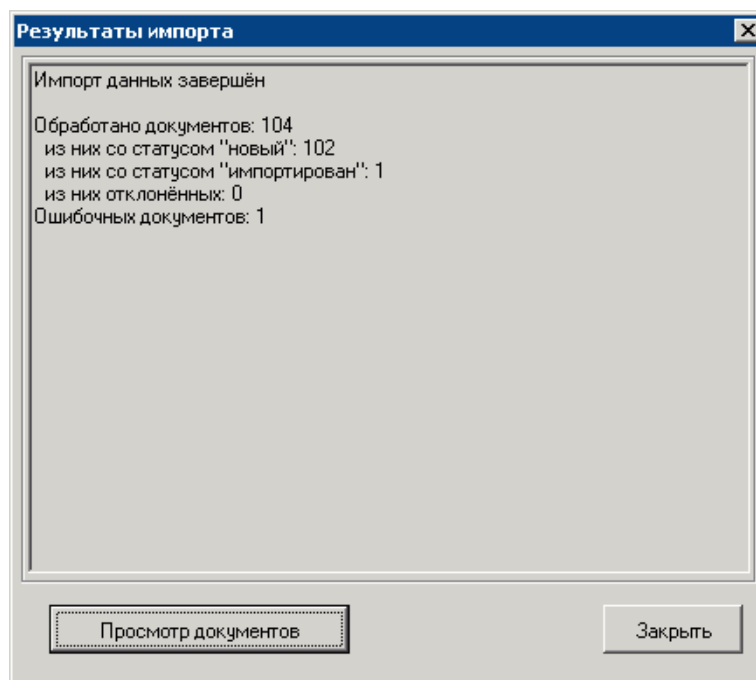 Результаты импорта
Импорт данных завершён
Обработано документов: 104
из них со статусом "новый": 102
из них со статусом "импортирован": 1
из них отклонённых: 0
Ошибочных документов: 1
Просмотр документов
Закрыть